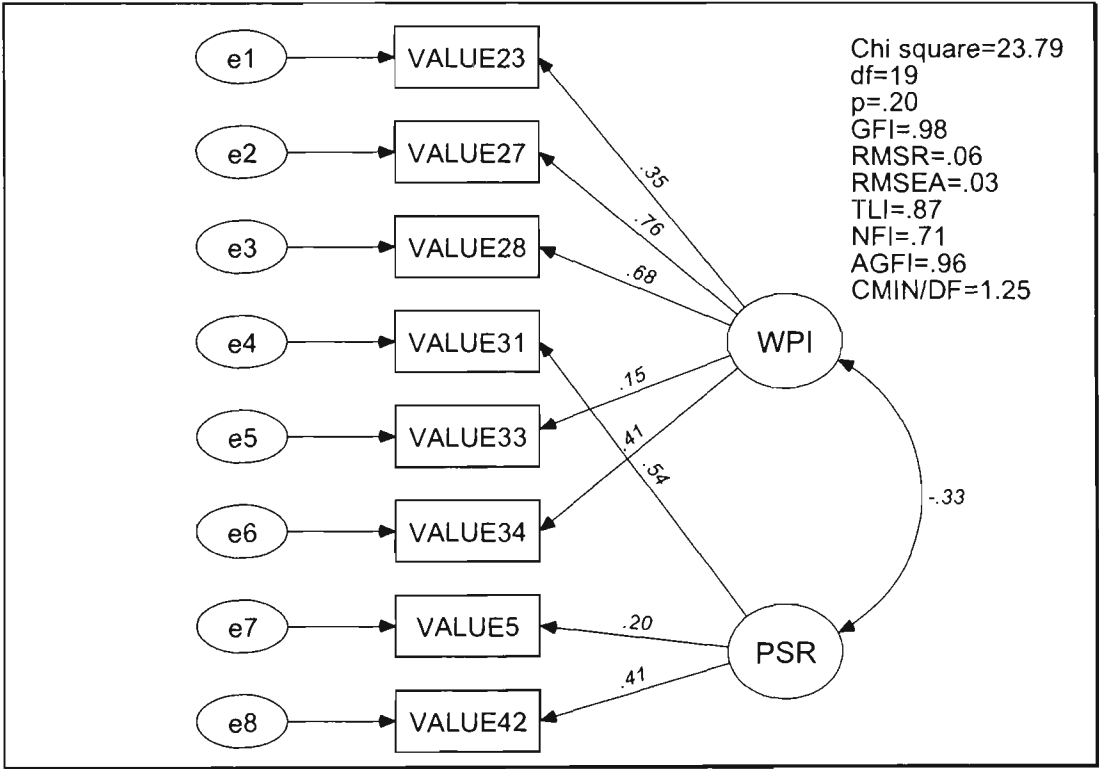 e1
VALUE23
Chi square=23.79
df=19
p=.20
GFI=.98
RMSR=.06
RMSEA=.03
TLI=.87
NFI=.71
AGFI=.96
CMIN/DF=1.25
e2
VALUE27
.35
.76
e3
VALUE28
.68
e4
VALUE31
WPI
.15
e5
VALUE33
.41
.54
-.33
e6
VALUE34
e7
VALUE5
.20
PSR
.41
e8
VALUE42